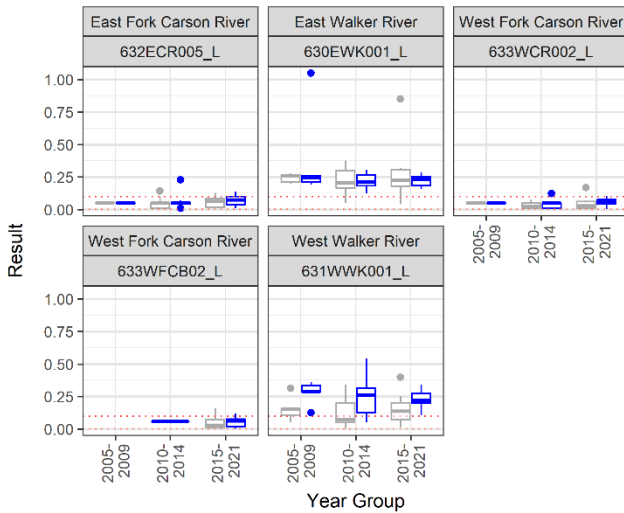 East Fork Carson River
East Walker River
West Fork Carson River
632ECR005_L
630EWK001_L
633WCR002_L
1.00
0.75
0.50
0.25
0.00
2005-
2009
2010-
2014
2015-
2021
West Fork Carson River
West Walker River
633WFCB02_L
631WWK001_L
1.00
0.75
0.50
0.25
0.00
Result
2005-
2009
2010-
2014
2015-
2021
2005-
2009
2010-
2014
2015-
2021
Year Group